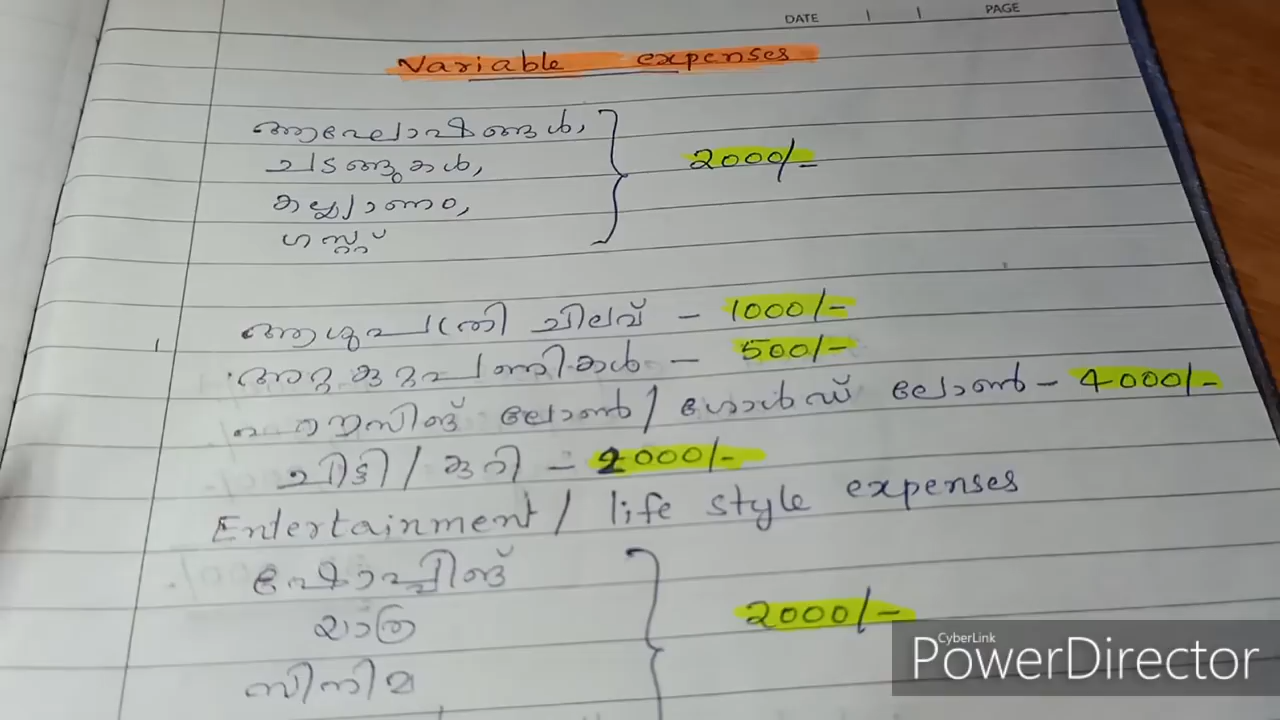 DATE | | PAGE
Variable expenses
ആഘോഷങ്ങൾ,
ചടങ്ങുകൾ,
കല്യാണം,
ഗസ്റ്റ്
2000/-
ആശുപത്രി ചിലവ് - 1000/-
അറ്റകുറ്റപണികൾ - 500/-
ഹൗസിങ് ലോൺ / ഗോൾഡ് ലോൺ - 4000/-
ചിട്ടി / കുറി - 2000/-
Entertainment / life style expenses
ഷോപ്പിങ്
യാത്ര
സിനിമ
2000/-
CyberLink
PowerDirector